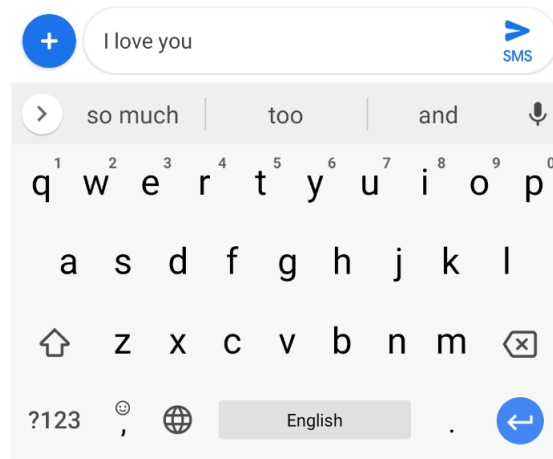 I love you
SMS
so much too and
1 2 3 4 5 6 7 8 9 0
q w e r t y u i o p
a s d f g h j k l
z x c v b n m
?123 , English .